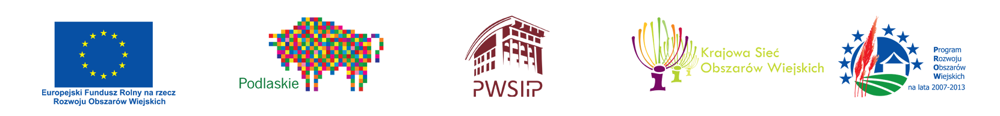 Europejski Fundusz Rolny na rzecz
Rozwoju Obszarów Wiejskich
Podlaskie
PWSIiP
Krajowa Sieć
Obszarów Wiejskich
Program
Rozwoju
Obszarów
Wiejskich
na lata 2007-2013